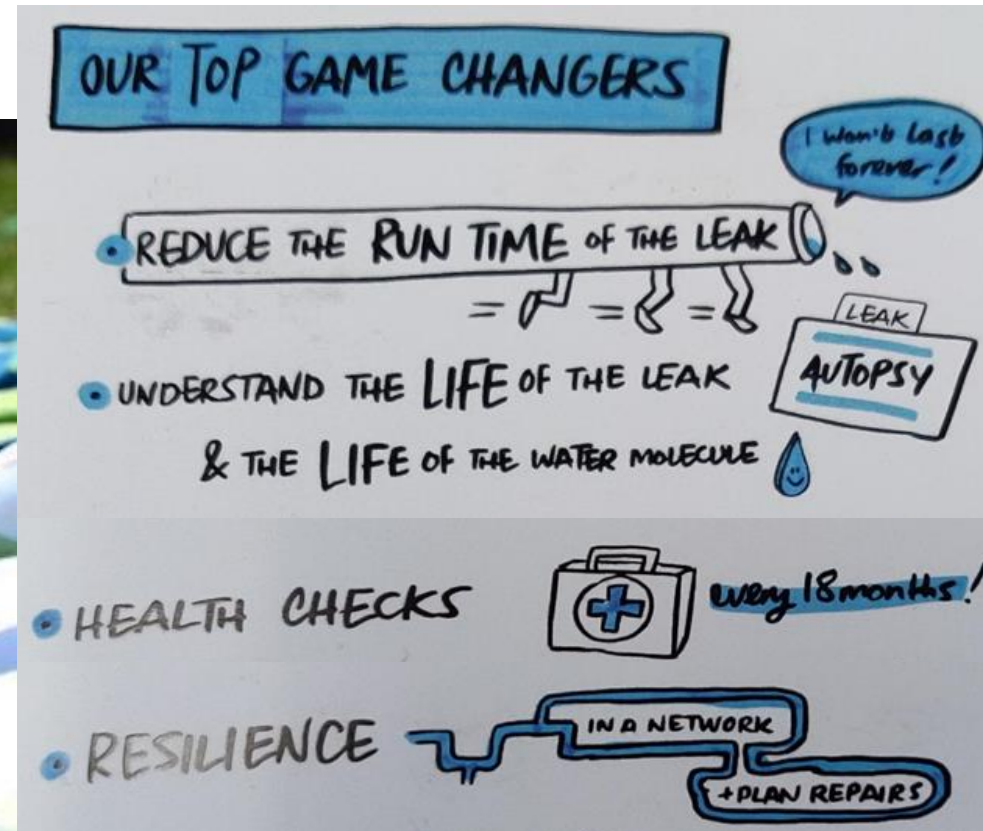 OUR TOP GAME CHANGERS
I won't last
forever!
REDUCE THE RUN TIME OF THE LEAK
LEAK
AUTOPSY
UNDERSTAND THE LIFE OF THE LEAK
& THE LIFE OF THE WATER MOLECULE
HEALTH CHECKS
every 18 months!
RESILIENCE
IN A NETWORK
+PLAN REPAIRS